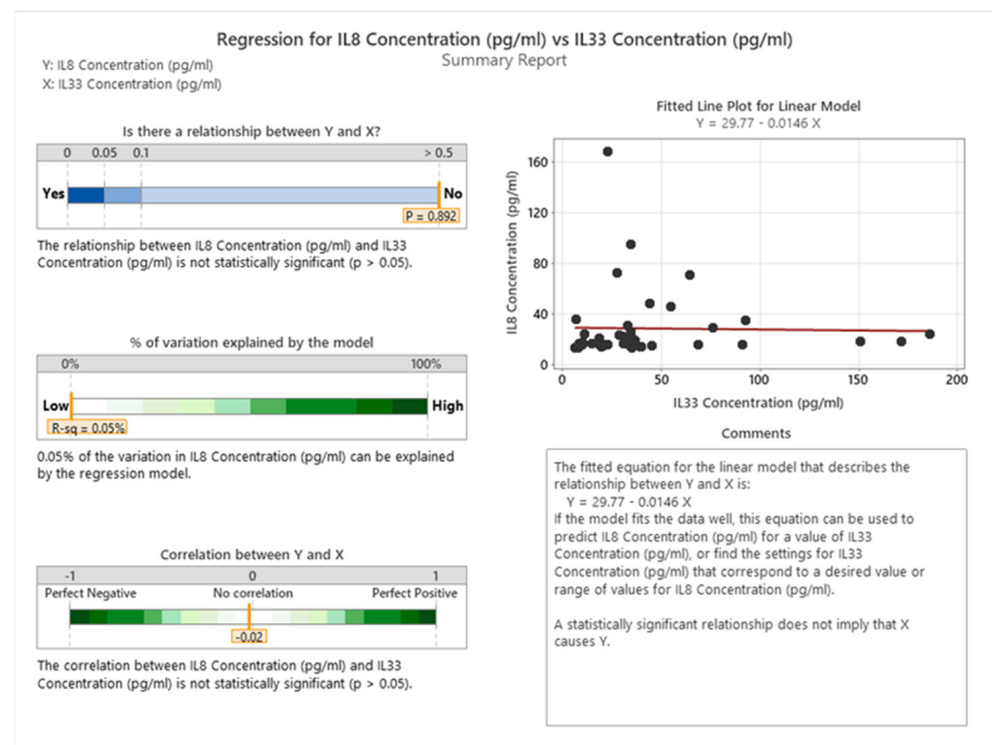 Regression for IL8 Concentration (pg/ml) vs IL33 Concentration (pg/ml)
Summary Report
Y: IL8 Concentration (pg/ml)
X: IL33 Concentration (pg/ml)
Is there a relationship between Y and X?
0 0.05 0.1 > 0.5
Yes No
P = 0.892
The relationship between IL8 Concentration (pg/ml) and IL33
Concentration (pg/ml) is not statistically significant (p > 0.05).
% of variation explained by the model
0% 100%
Low High
R-sq = 0.05%
0.05% of the variation in IL8 Concentration (pg/ml) can be explained
by the regression model.
Correlation between Y and X
-1 0 1
Perfect Negative No correlation Perfect Positive
-0.02
The correlation between IL8 Concentration (pg/ml) and IL33
Concentration (pg/ml) is not statistically significant (p > 0.05).
Fitted Line Plot for Linear Model
Y = 29.77 - 0.0146 X
IL8 Concentration (pg/ml)
160
120
80
40
0
0 50 100 150 200
IL33 Concentration (pg/ml)
Comments
The fitted equation for the linear model that describes the
relationship between Y and X is:
Y = 29.77 - 0.0146 X
If the model fits the data well, this equation can be used to
predict IL8 Concentration (pg/ml) for a value of IL33
Concentration (pg/ml), or find the settings for IL33
Concentration (pg/ml) that correspond to a desired value or
range of values for IL8 Concentration (pg/ml).
A statistically significant relationship does not imply that X
causes Y.